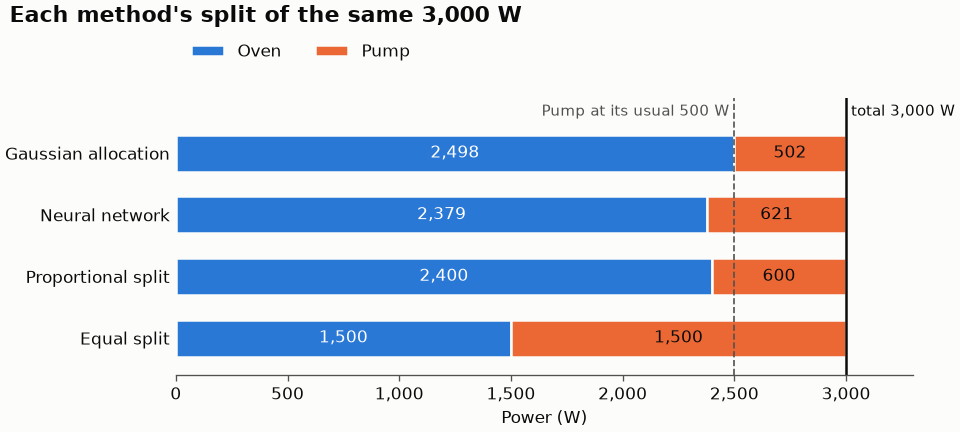 Each method's split of the same 3,000 W
Oven Pump
Pump at its usual 500 W total 3,000 W
Gaussian allocation 2,498 502
Neural network 2,379 621
Proportional split 2,400 600
Equal split 1,500 1,500
0 500 1,000 1,500 2,000 2,500 3,000
Power (W)